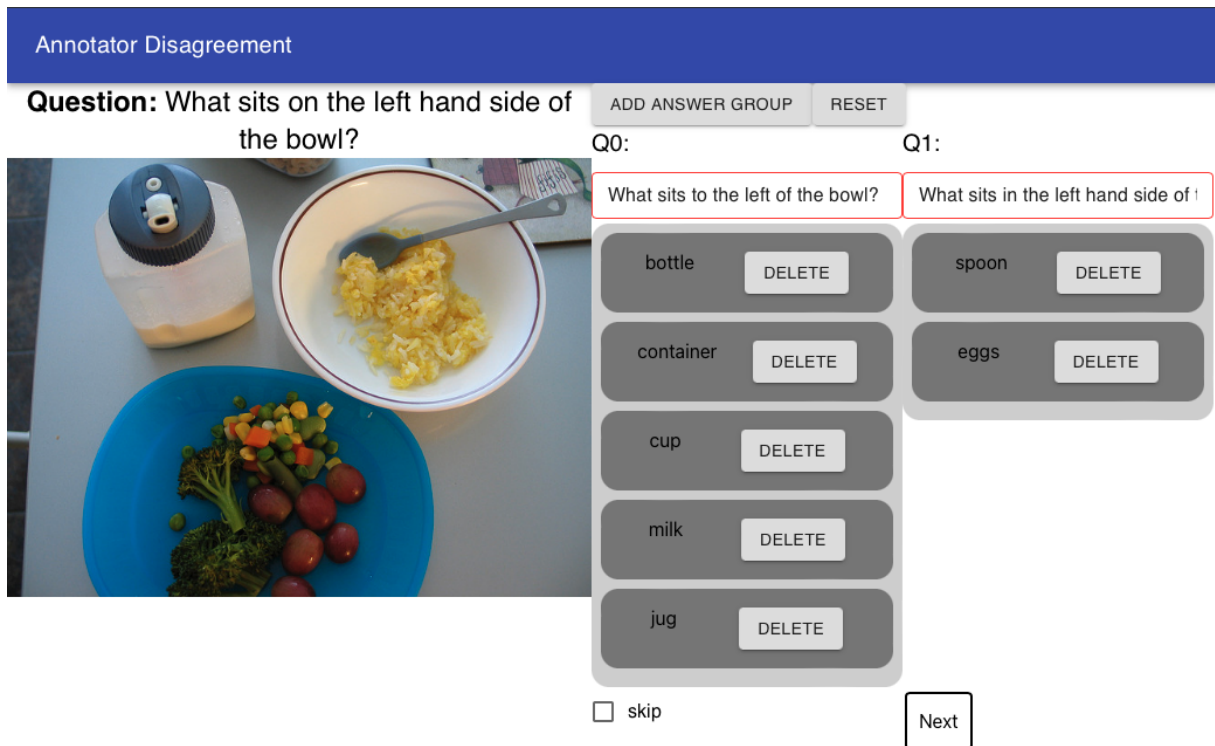 Annotator Disagreement
Question: What sits on the left hand side of
the bowl?
ADD ANSWER GROUP
RESET
Q0:
Q1:
What sits to the left of the bowl?
What sits in the left hand side of
bottle
DELETE
container
DELETE
cup
DELETE
milk
DELETE
jug
DELETE
spoon
DELETE
eggs
DELETE
skip
Next